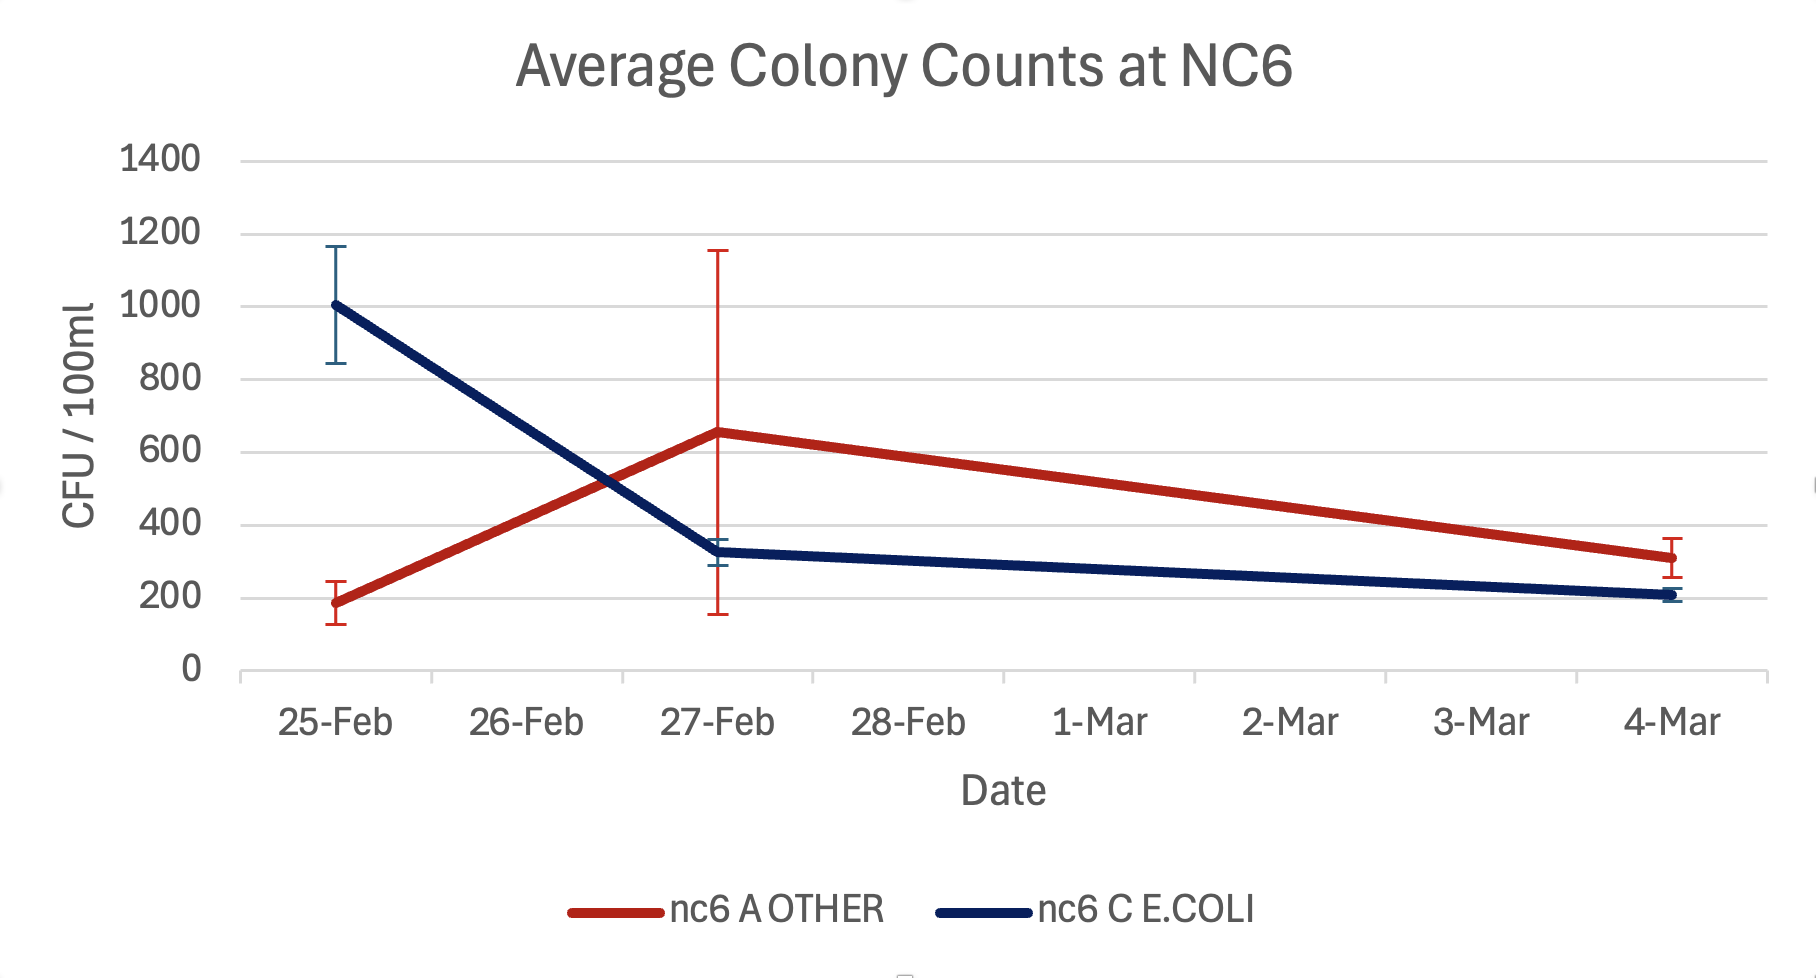 Average Colony Counts at NC6
1400
1200
1000
800
600
400
200
0
CFU / 100ml
25-Feb 26-Feb 27-Feb 28-Feb 1-Mar 2-Mar 3-Mar 4-Mar
Date
nc6 A OTHER nc6 C E.COLI